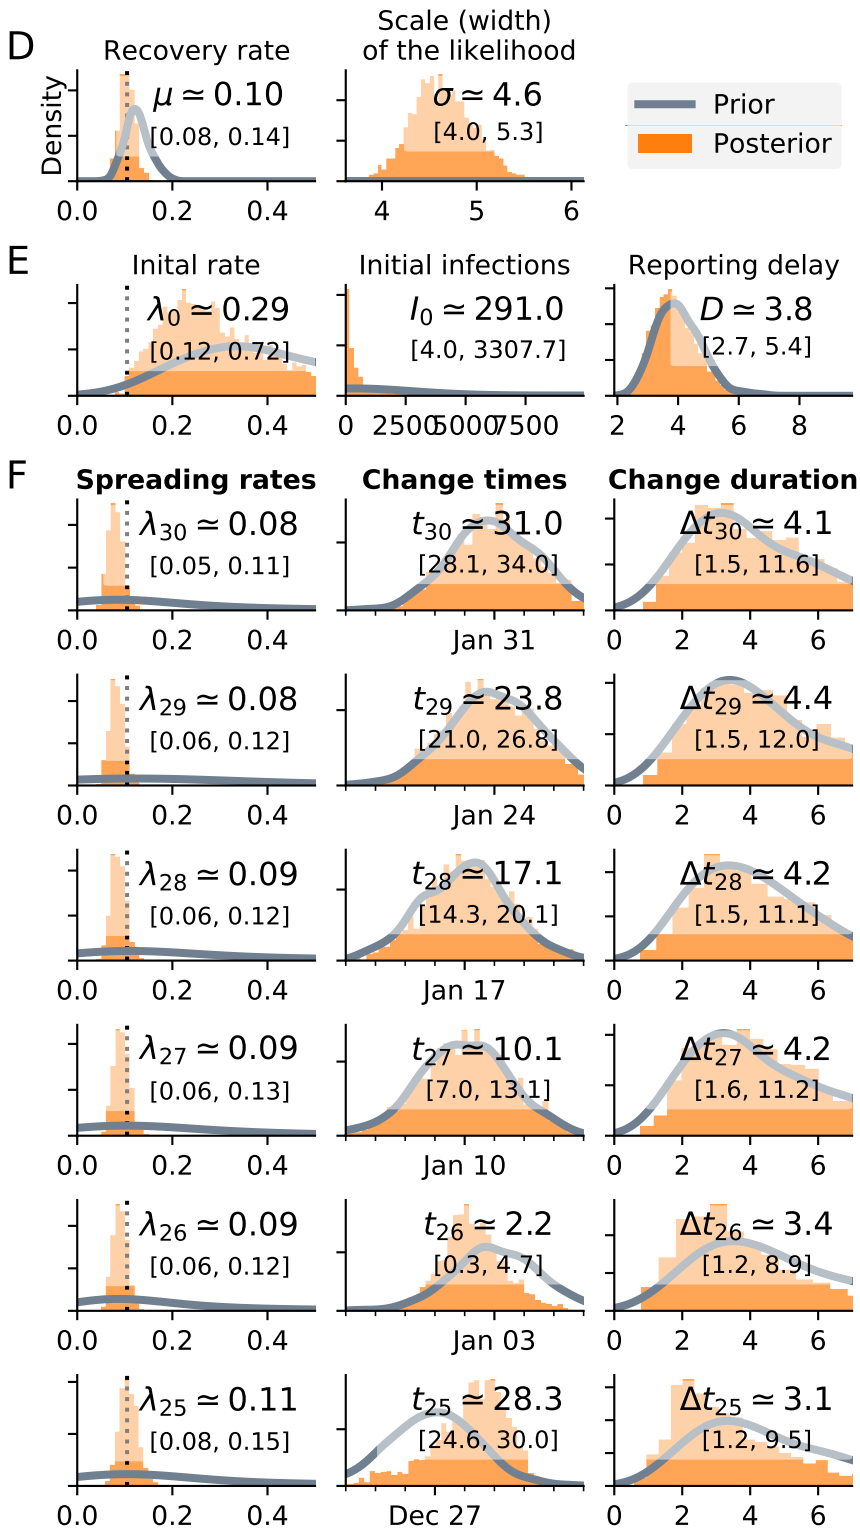 D
Recovery rate
Scale (width)
of the likelihood
Density
μ ≃ 0.10
[0.08, 0.14]
σ ≃ 4.6
[4.0, 5.3]
Prior
Posterior
0.0 0.2 0.4
4 5 6
E
Inital rate
Initial infections
Reporting delay
λ0 ≃ 0.29
[0.12, 0.72]
I0 ≃ 291.0
[4.0, 3307.7]
D ≃ 3.8
[2.7, 5.4]
0.0 0.2 0.4
0 2500 5000 7500
2 4 6 8
F
Spreading rates
Change times
Change duration
λ30 ≃ 0.08
[0.05, 0.11]
t30 ≃ 31.0
[28.1, 34.0]
Δt30 ≃ 4.1
[1.5, 11.6]
0.0 0.2 0.4
Jan 31
0 2 4 6
λ29 ≃ 0.08
[0.06, 0.12]
t29 ≃ 23.8
[21.0, 26.8]
Δt29 ≃ 4.4
[1.5, 12.0]
0.0 0.2 0.4
Jan 24
0 2 4 6
λ28 ≃ 0.09
[0.06, 0.12]
t28 ≃ 17.1
[14.3, 20.1]
Δt28 ≃ 4.2
[1.5, 11.1]
0.0 0.2 0.4
Jan 17
0 2 4 6
λ27 ≃ 0.09
[0.06, 0.13]
t27 ≃ 10.1
[7.0, 13.1]
Δt27 ≃ 4.2
[1.6, 11.2]
0.0 0.2 0.4
Jan 10
0 2 4 6
λ26 ≃ 0.09
[0.06, 0.12]
t26 ≃ 2.2
[0.3, 4.7]
Δt26 ≃ 3.4
[1.2, 8.9]
0.0 0.2 0.4
Jan 03
0 2 4 6
λ25 ≃ 0.11
[0.08, 0.15]
t25 ≃ 28.3
[24.6, 30.0]
Δt25 ≃ 3.1
[1.2, 9.5]
0.0 0.2 0.4
Dec 27
0 2 4 6